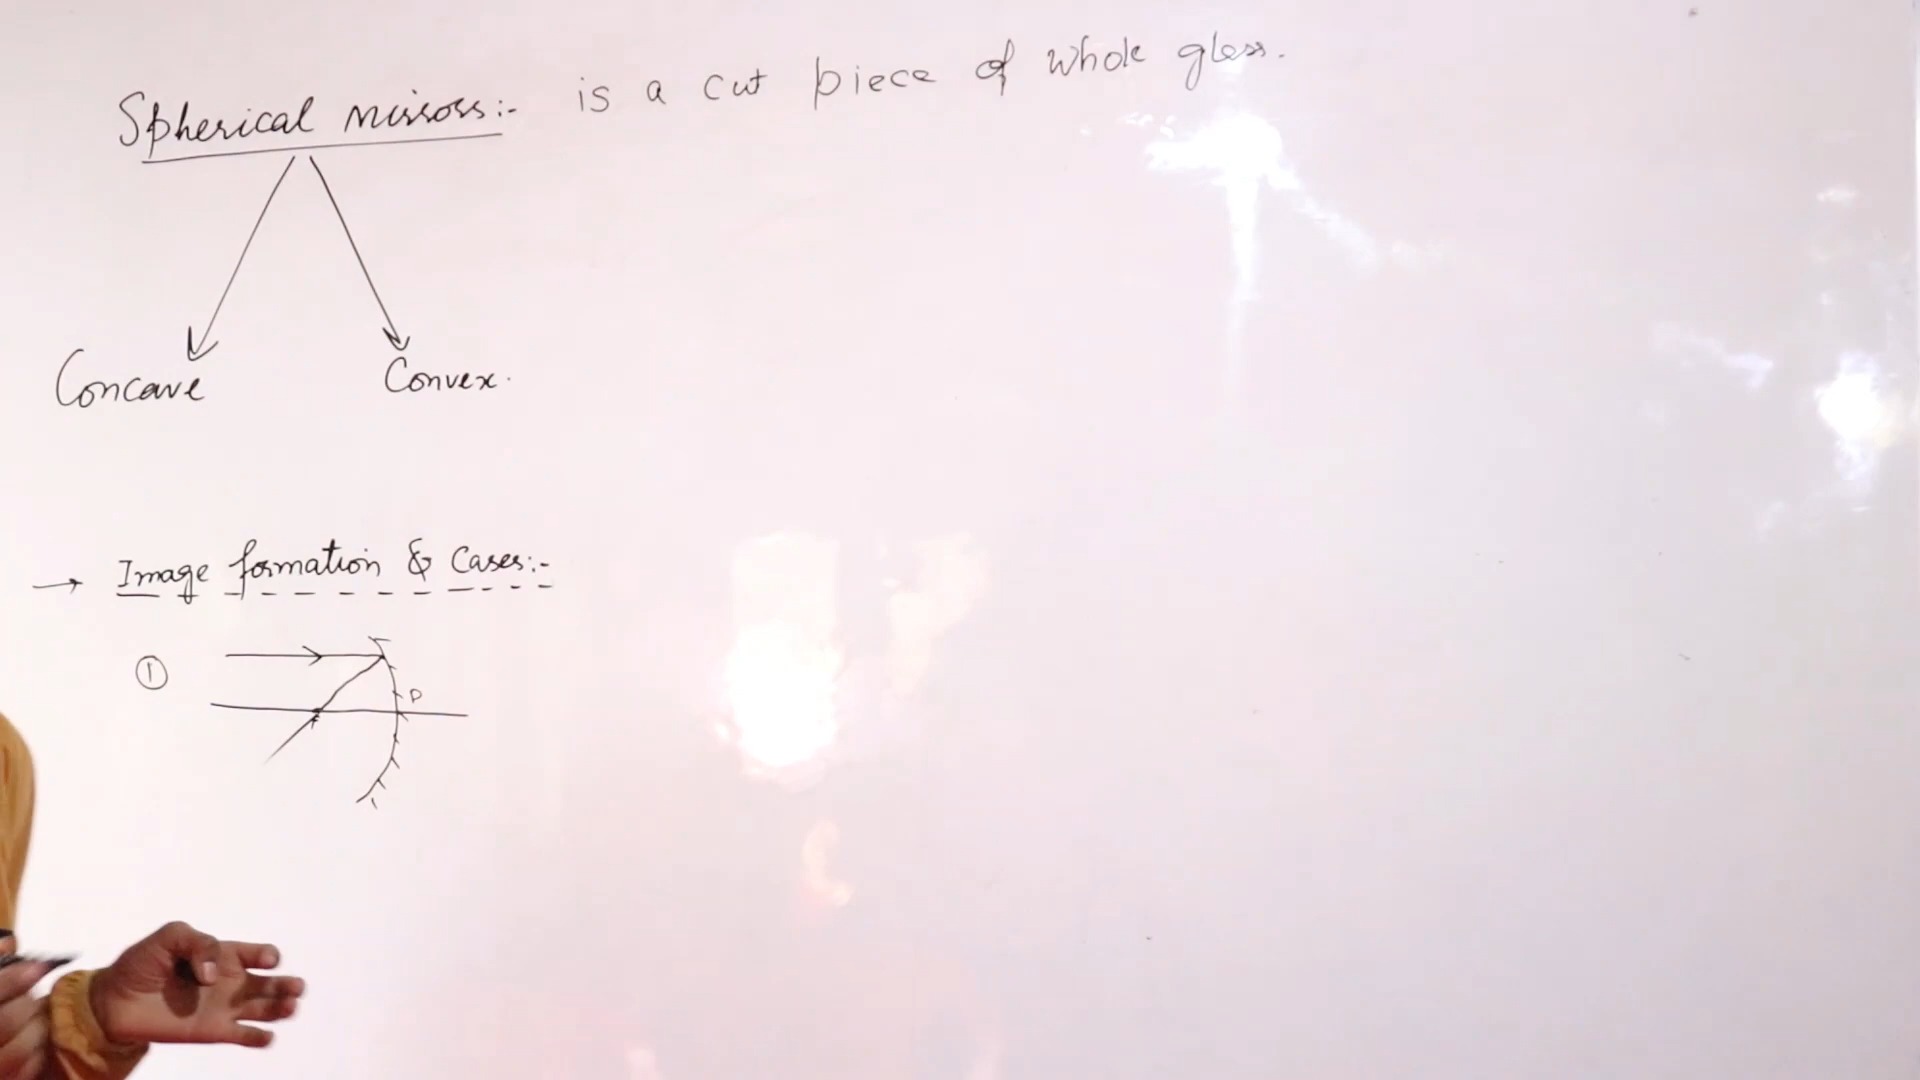 Spherical mirrors:- is a cut piece of whole glass.
Concave Convex.
→ Image formation & Cases:-
① P